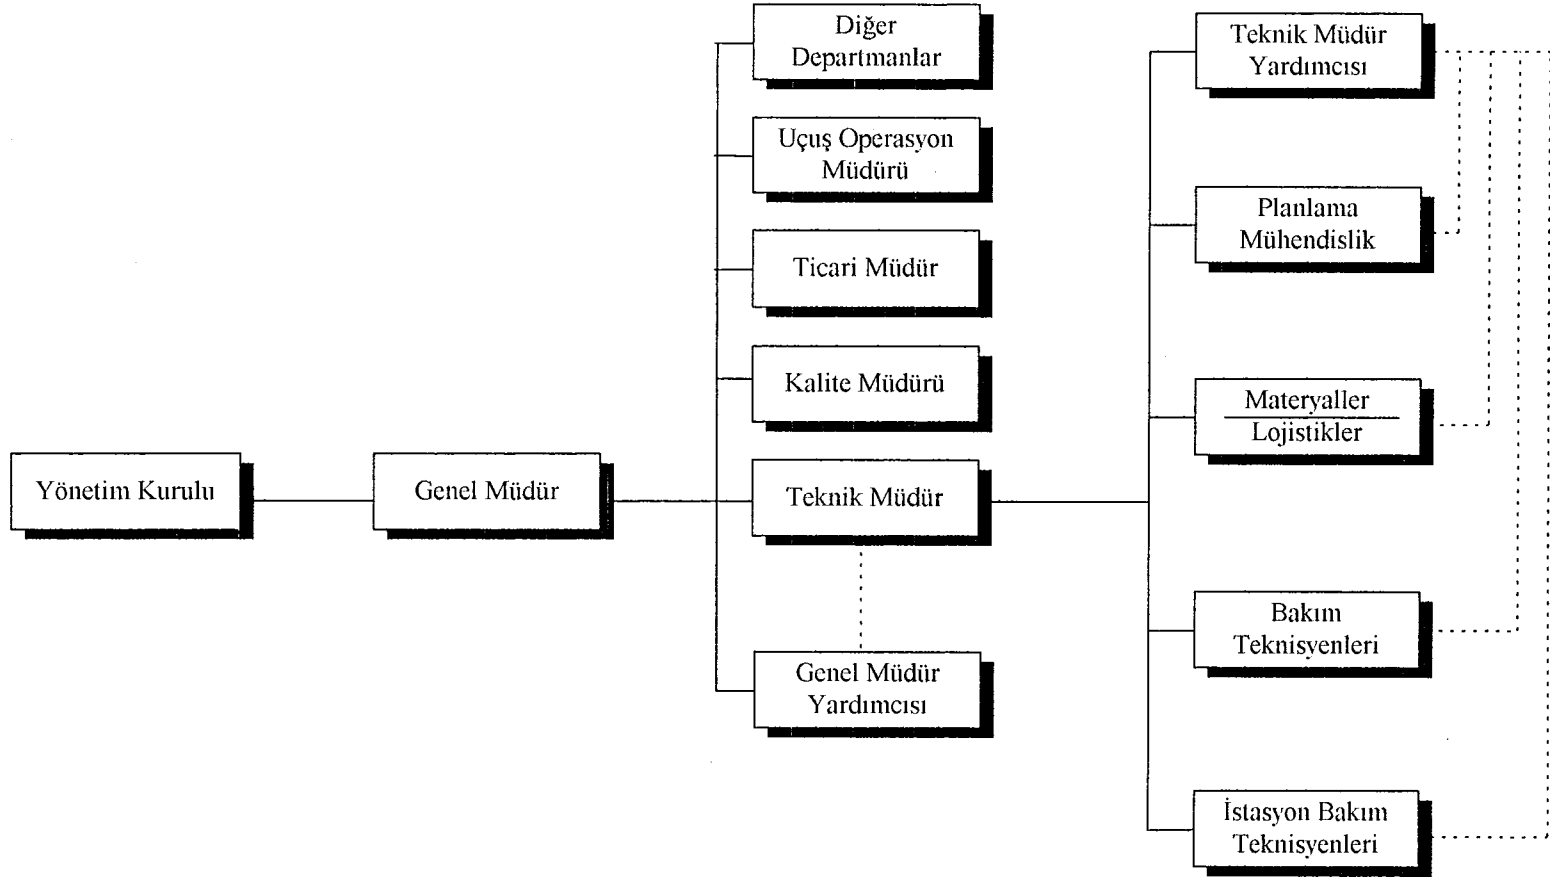 Yönetim Kurulu
Genel Müdür
Diğer
Departmanlar
Uçuş Operasyon
Müdürü
Ticari Müdür
Kalite Müdürü
Teknik Müdür
Genel Müdür
Yardımcısı
Teknik Müdür
Yardımcısı
Planlama
Mühendislik
Materyaller
Lojistikler
Bakım
Teknisyenleri
İstasyon Bakım
Teknisyenleri